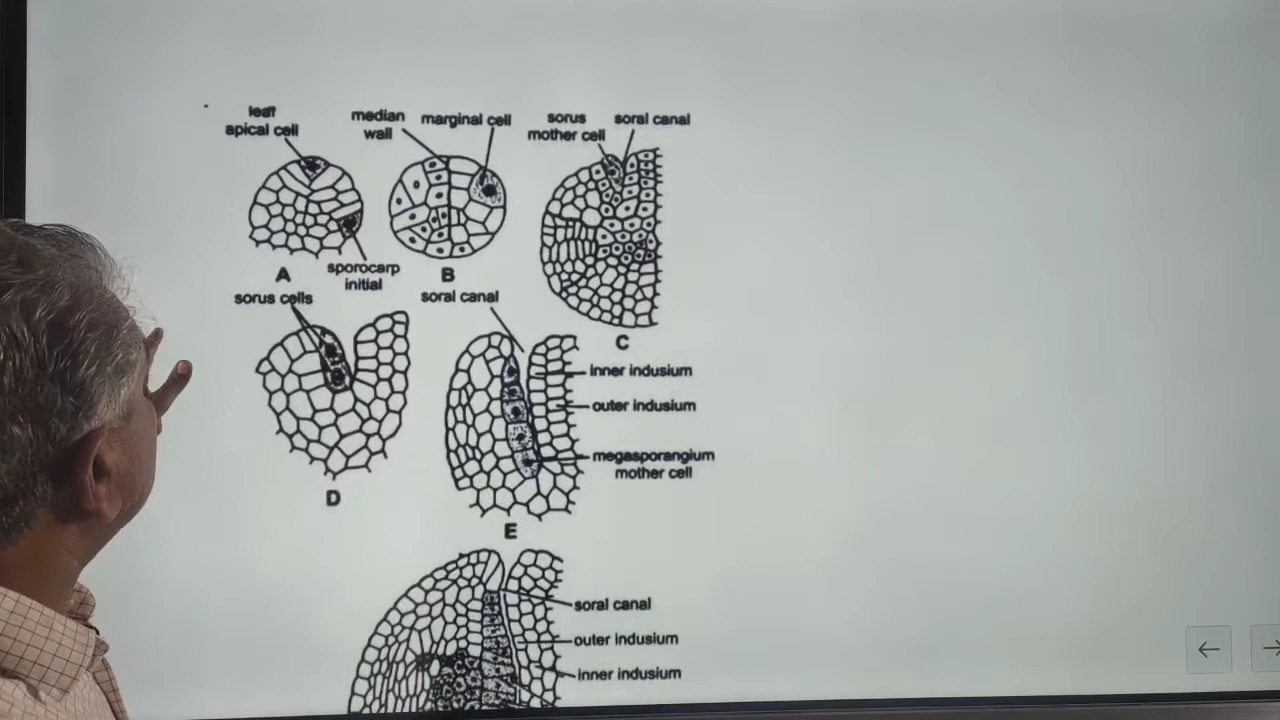 leaf
apical cell
median
wall
marginal cell
sorus
mother cell
soral canal
A
sporocarp
initial
B
C
sorus cells
soral canal
inner indusium
outer indusium
megasporangium
mother cell
D
E
soral canal
outer indusium
inner indusium